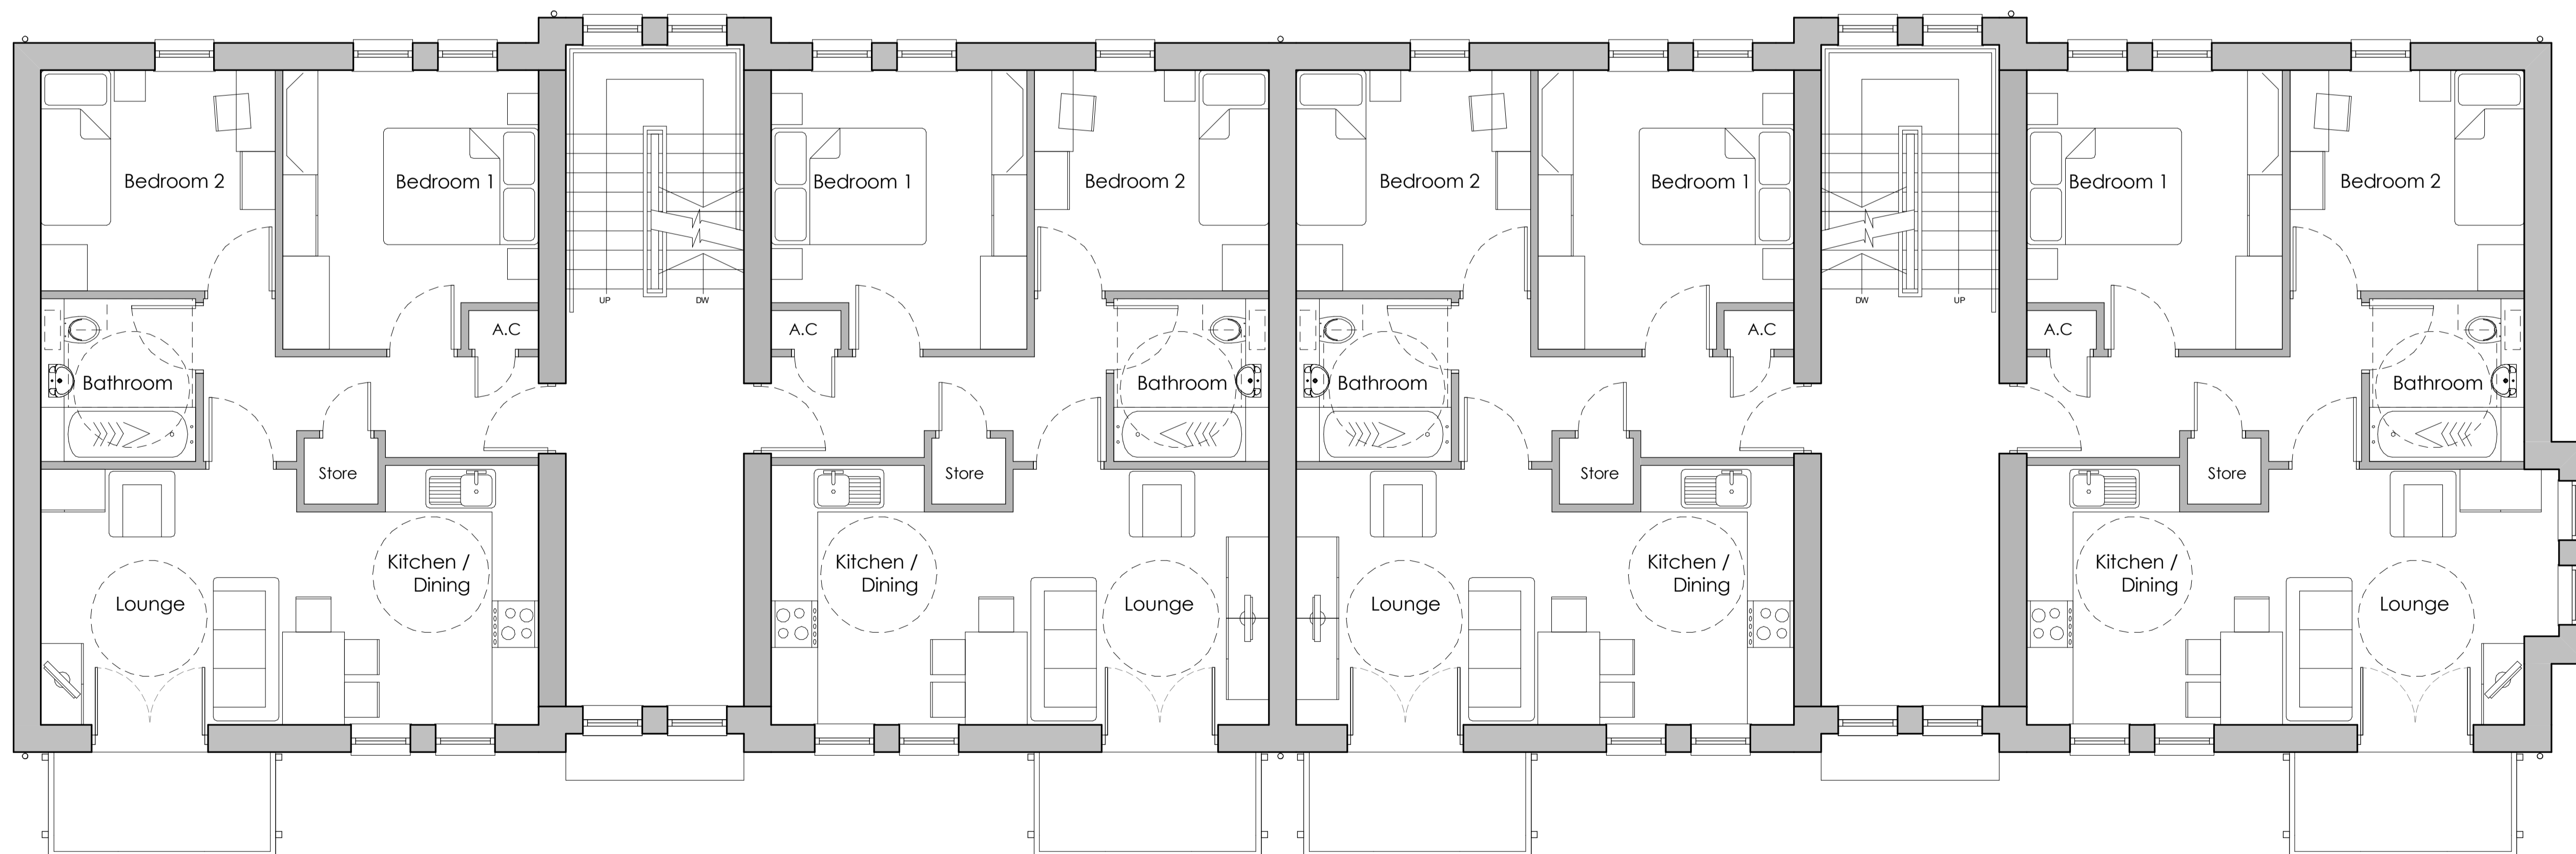 Bedroom 2
Bedroom 1
Bedroom 1
Bedroom 2
Bedroom 2
Bedroom 1
Bedroom 1
Bedroom 2
UP
DW
DW
UP
A.C
A.C
A.C
A.C
Bathroom
Bathroom
Bathroom
Bathroom
Store
Store
Store
Store
Lounge
Kitchen /
Dining
Kitchen /
Dining
Lounge
Lounge
Kitchen /
Dining
Kitchen /
Dining
Lounge